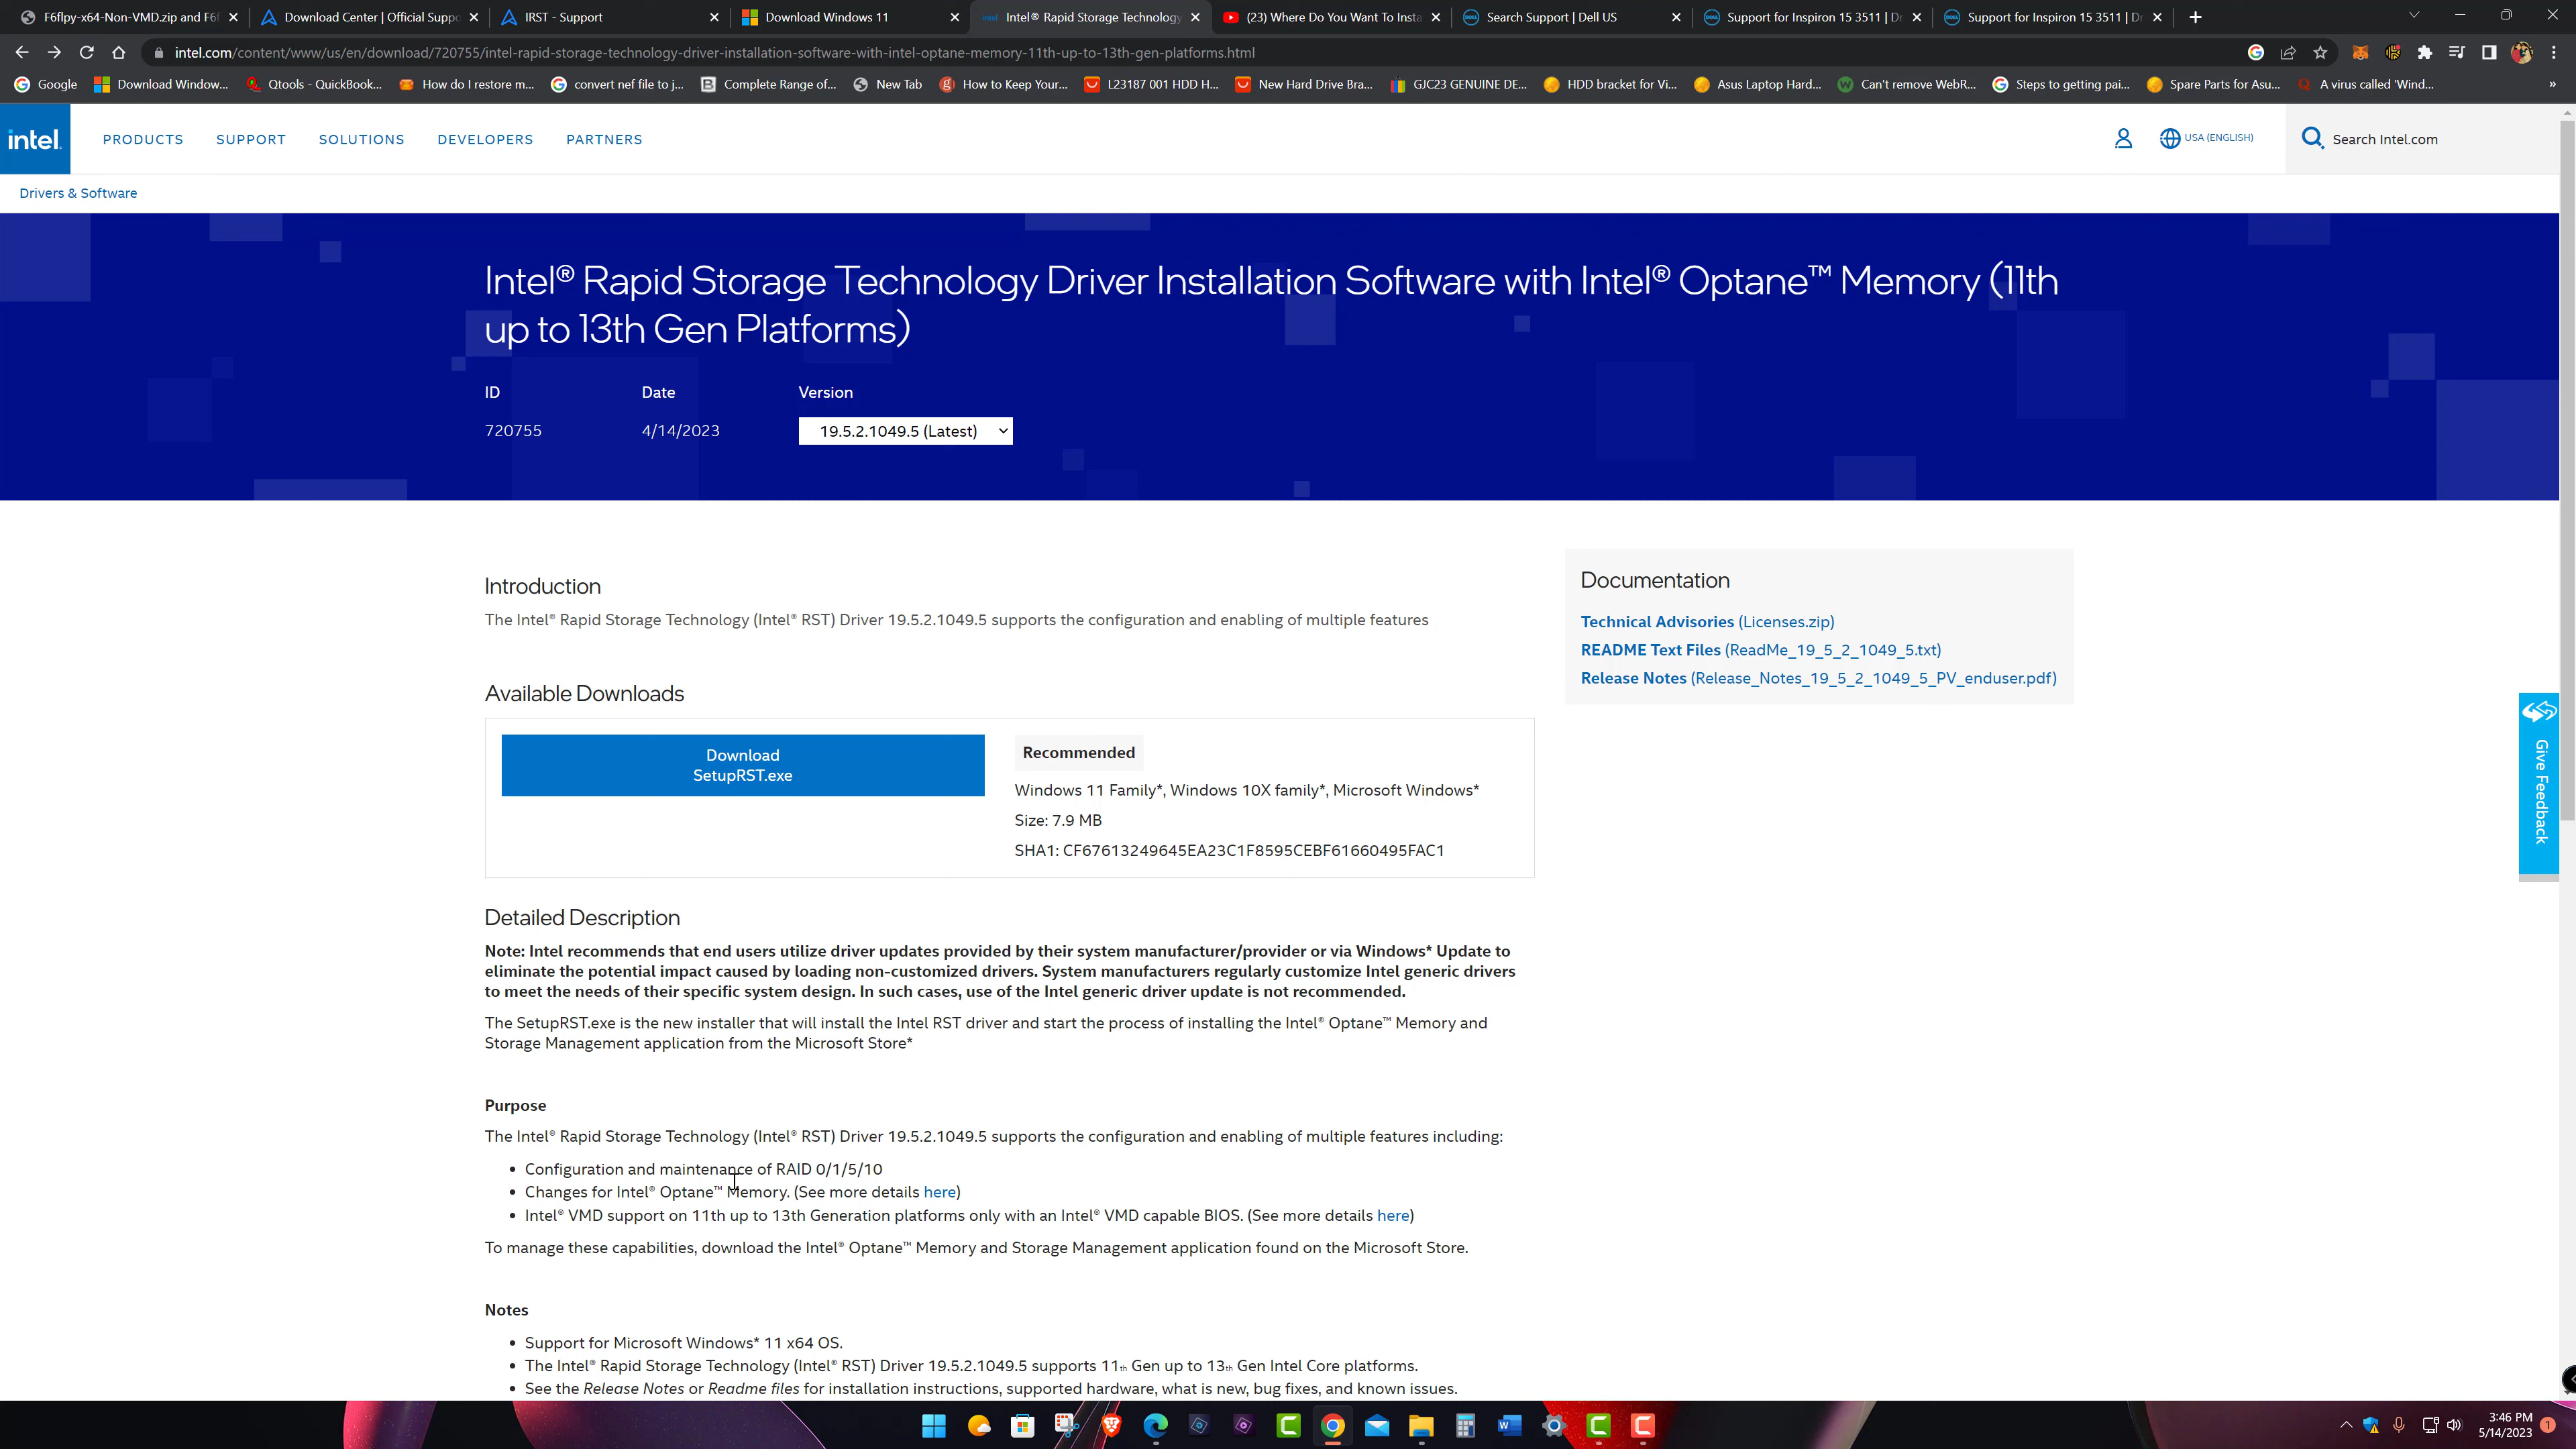 F6flpy-x64-Non-VMD.zip and F6f
Download Center | Official Suppo
IRST - Support
Download Windows 11
Intel® Rapid Storage Technology
(23) Where Do You Want To Insta
Search Support | Dell US
Support for Inspiron 15 3511 | Dr
Support for Inspiron 15 3511 | Dr
intel.com/content/www/us/en/download/720755/intel-rapid-storage-technology-driver-installation-software-with-intel-optane-memory-11th-up-to-13th-gen-platforms.html
Google
Download Window...
Qtools - QuickBook...
How do I restore m...
convert nef file to j...
Complete Range of...
New Tab
How to Keep Your...
L23187 001 HDD H...
New Hard Drive Bra...
GJC23 GENUINE DE...
HDD bracket for Vi...
Asus Laptop Hard...
Can't remove WebR...
Steps to getting pai...
Spare Parts for Asu...
A virus called 'Wind...
»
intel.
PRODUCTS
SUPPORT
SOLUTIONS
DEVELOPERS
PARTNERS
USA (ENGLISH)
Search Intel.com
Drivers & Software
Intel® Rapid Storage Technology Driver Installation Software with Intel® Optane™ Memory (11th
up to 13th Gen Platforms)
ID
Date
Version
720755
4/14/2023
19.5.2.1049.5 (Latest)
Introduction
The Intel® Rapid Storage Technology (Intel® RST) Driver 19.5.2.1049.5 supports the configuration and enabling of multiple features
Documentation
Technical Advisories (Licenses.zip)
README Text Files (ReadMe_19_5_2_1049_5.txt)
Release Notes (Release_Notes_19_5_2_1049_5_PV_enduser.pdf)
Available Downloads
Download
SetupRST.exe
Recommended
Windows 11 Family*, Windows 10X family*, Microsoft Windows*
Size: 7.9 MB
SHA1: CF67613249645EA23C1F8595CEBF61660495FAC1
Give Feedback
Detailed Description
Note: Intel recommends that end users utilize driver updates provided by their system manufacturer/provider or via Windows* Update to
eliminate the potential impact caused by loading non-customized drivers. System manufacturers regularly customize Intel generic drivers
to meet the needs of their specific system design. In such cases, use of the Intel generic driver update is not recommended.
The SetupRST.exe is the new installer that will install the Intel RST driver and start the process of installing the Intel® Optane™ Memory and
Storage Management application from the Microsoft Store*
Purpose
The Intel® Rapid Storage Technology (Intel® RST) Driver 19.5.2.1049.5 supports the configuration and enabling of multiple features including:
• Configuration and maintenance of RAID 0/1/5/10
• Changes for Intel® Optane™ Memory. (See more details here)
• Intel® VMD support on 11th up to 13th Generation platforms only with an Intel® VMD capable BIOS. (See more details here)
To manage these capabilities, download the Intel® Optane™ Memory and Storage Management application found on the Microsoft Store.
Notes
• Support for Microsoft Windows* 11 x64 OS.
• The Intel® Rapid Storage Technology (Intel® RST) Driver 19.5.2.1049.5 supports 11th Gen up to 13th Gen Intel Core platforms.
• See the Release Notes or Readme files for installation instructions, supported hardware, what is new, bug fixes, and known issues.
3:46 PM
5/14/2023
1